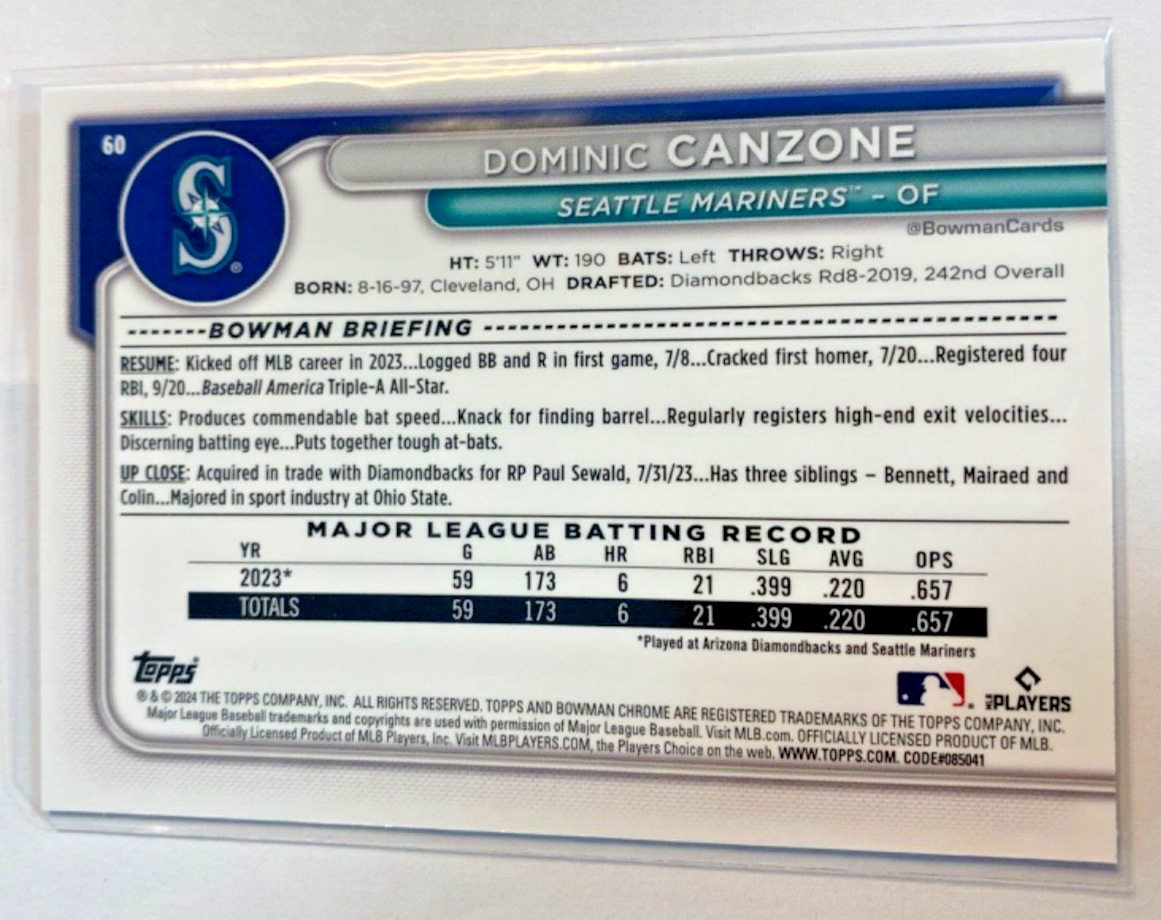 60
DOMINIC CANZONE
SEATTLE MARINERS™ – OF
@BowmanCards
HT: 5'11" WT: 190 BATS: Left THROWS: Right
BORN: 8-16-97, Cleveland, OH DRAFTED: Diamondbacks Rd8-2019, 242nd Overall
BOWMAN BRIEFING
RESUME: Kicked off MLB career in 2023...Logged BB and R in first game, 7/8...Cracked first homer, 7/20...Registered four
RBI, 9/20...Baseball America Triple-A All-Star.
SKILLS: Produces commendable bat speed...Knack for finding barrel...Regularly registers high-end exit velocities...
Discerning batting eye...Puts together tough at-bats.
UP CLOSE: Acquired in trade with Diamondbacks for RP Paul Sewald, 7/31/23...Has three siblings – Bennett, Mairaed and
Colin...Majored in sport industry at Ohio State.
MAJOR LEAGUE BATTING RECORD
YR G AB HR RBI SLG AVG OPS
2023* 59 173 6 21 .399 .220 .657
TOTALS 59 173 6 21 .399 .220 .657
*Played at Arizona Diamondbacks and Seattle Mariners
topps®
MLB PLAYERS
® & © 2024 THE TOPPS COMPANY, INC. ALL RIGHTS RESERVED. TOPPS AND BOWMAN CHROME ARE REGISTERED TRADEMARKS OF THE TOPPS COMPANY, INC.
Major League Baseball trademarks and copyrights are used with permission of Major League Baseball. Visit MLB.com. OFFICIALLY LICENSED PRODUCT OF MLB.
Officially Licensed Product of MLB Players, Inc. Visit MLBPLAYERS.COM, the Players Choice on the web. WWW.TOPPS.COM. CODE#085041